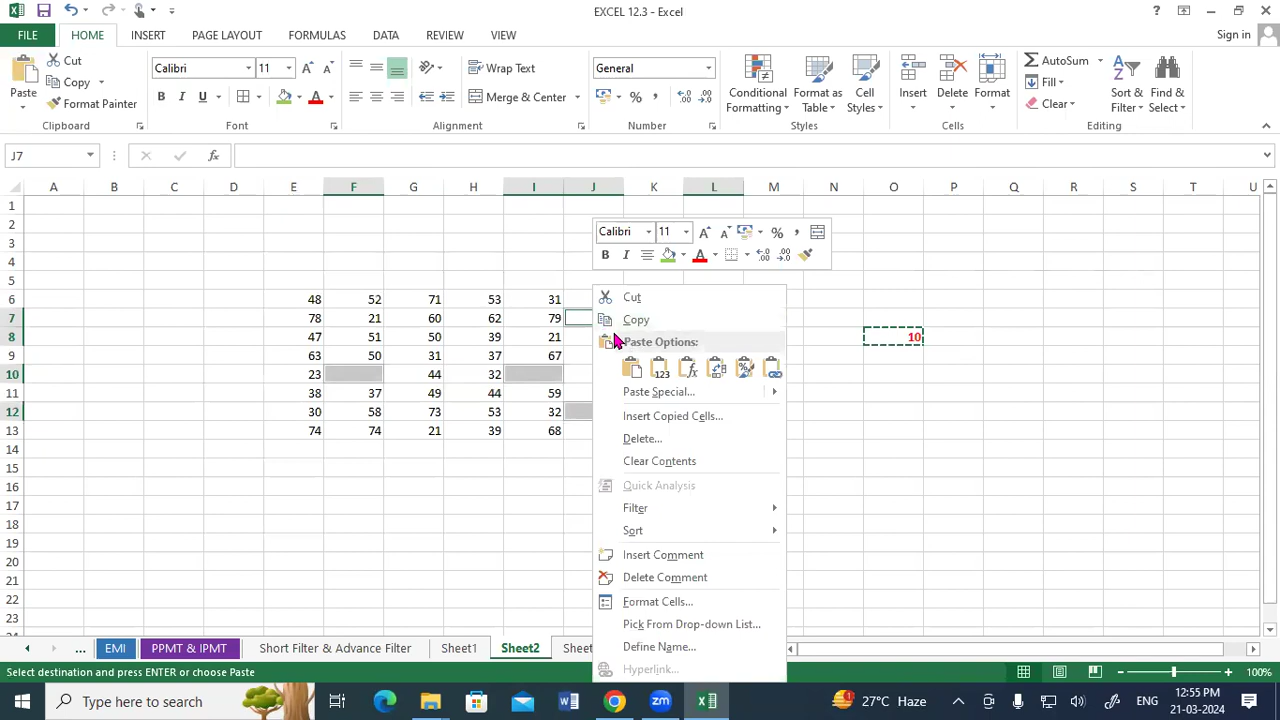 EXCEL 12.3 - Excel
?
FILE HOME INSERT PAGE LAYOUT FORMULAS DATA REVIEW VIEW Sign in
Cut
Copy
Format Painter
Paste
Clipboard
Calibri 11
B I U
Font
Wrap Text
Merge & Center
Alignment
General
%
Number
Conditional Formatting
Format as Table
Cell Styles
Styles
Insert Delete Format
Cells
AutoSum
Fill
Clear
Sort & Filter
Find & Select
Editing
J7 fx
A B C D E F G H I J K L M N O P Q R S T U
1
2
3
4
5
6 48 52 71 53 31
7 78 21 60 62 79
8 47 51 50 39 21 10
9 63 50 31 37 67
10 23 44 32
11 38 37 49 44 59
12 30 58 73 53 32
13 74 74 21 39 68
14
15
16
17
18
19
20
21
22
23
Calibri 11 A A %
B I A
Cut
Copy
Paste Options:
123 fx %
Paste Special...
Insert Copied Cells...
Delete...
Clear Contents
Quick Analysis
Filter
Sort
Insert Comment
Delete Comment
Format Cells...
Pick From Drop-down List...
Define Name...
Hyperlink...
... EMI PPMT & IPMT Short Filter & Advance Filter Sheet1 Sheet2 Sheet
Select destination and press ENTER or choose Paste 100%
Type here to search zm 27°C Haze ENG 12:55 PM
21-03-2024